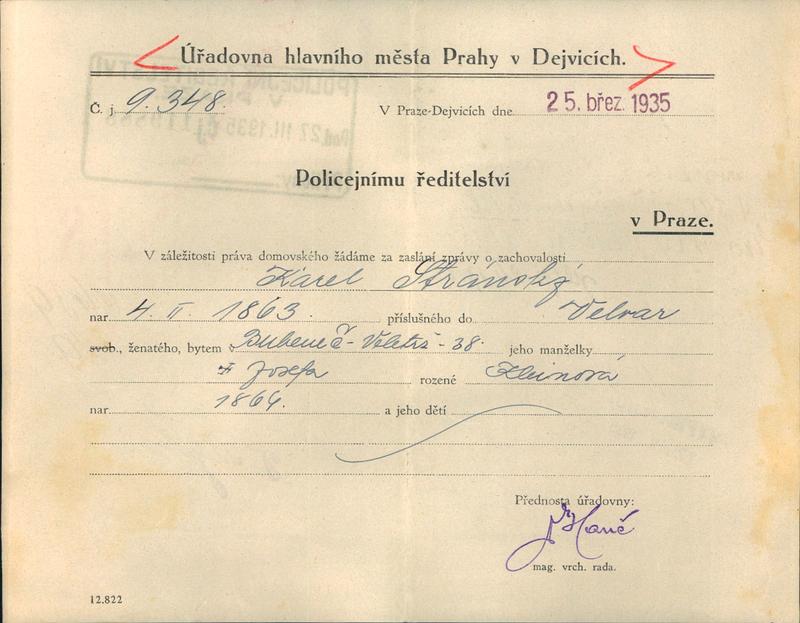 Úřadovna hlavního města Prahy v Dejvicích.
Č. j. 9.348. V Praze-Dejvicích dne 25. břez. 1935
Policejnímu ředitelství
v Praze.
V záležitosti práva domovského žádáme za zaslání zprávy o zachovalosti
Karel Stránský
nar. 4. II. 1863. příslušného do Velvar
svob., ženatého, bytem v Bubeneč - Veletrž - 38. jeho manželky
Josefa rozené Kleinová
nar. 1864. a jeho dětí
Přednosta úřadovny:
mag. vrch. rada.
12.822